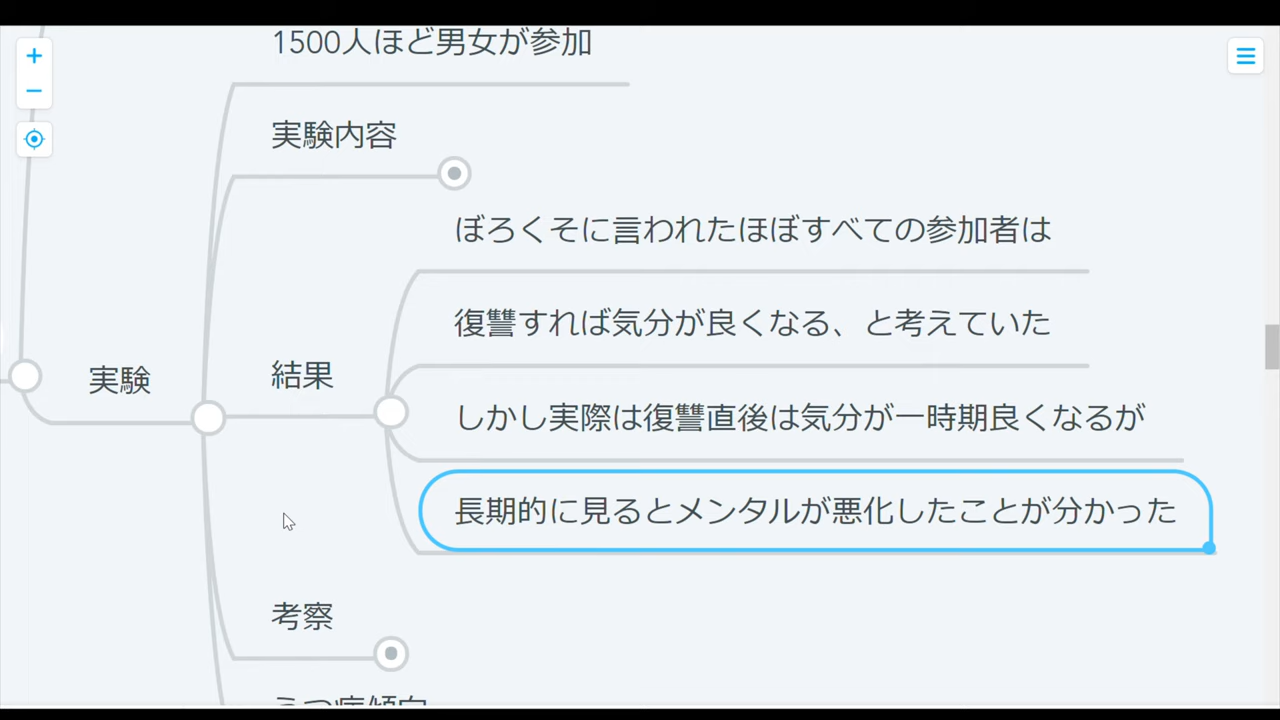 1500人ほど男女が参加
実験内容
ぼろくそに言われたほぼすべての参加者は
復讐すれば気分が良くなる、と考えていた
実験
結果
しかし実際は復讐直後は気分が一時期良くなるが
長期的に見るとメンタルが悪化したことが分かった
考察
うつ病傾向